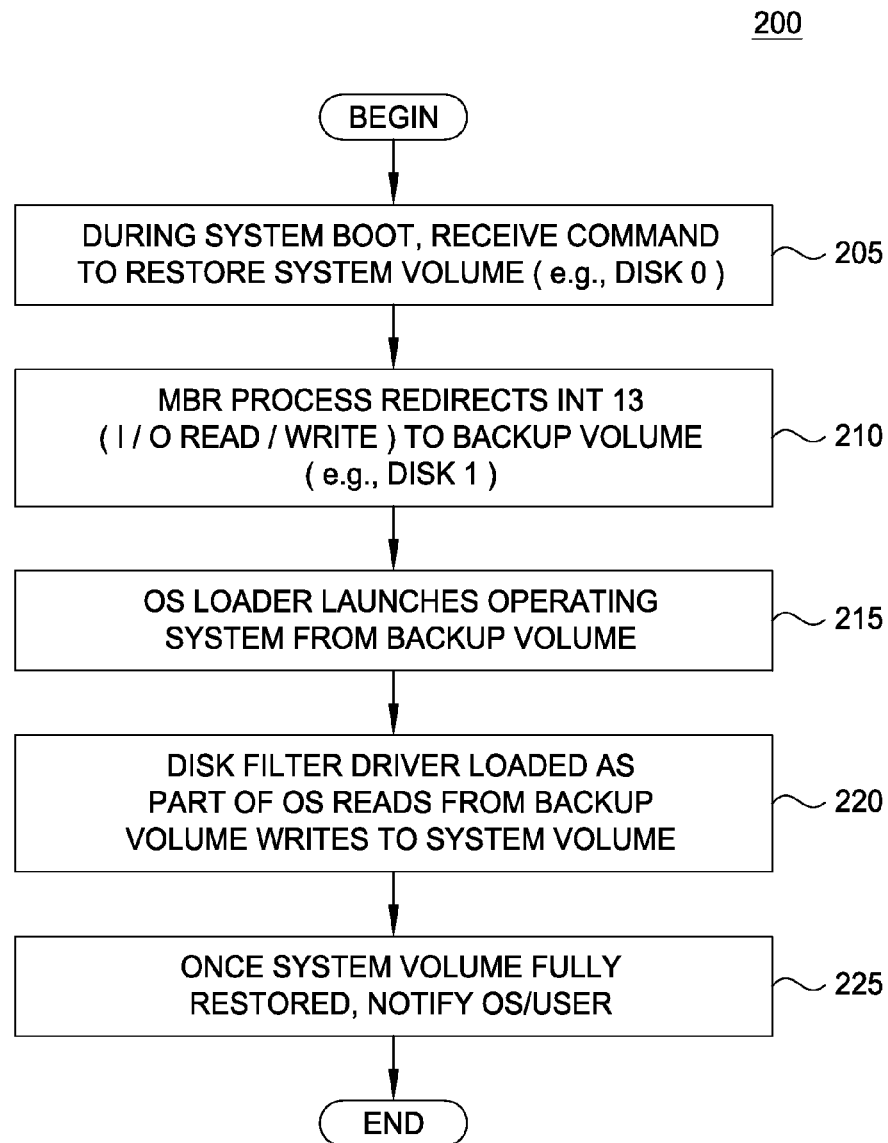 200
BEGIN
DURING SYSTEM BOOT, RECEIVE COMMAND
TO RESTORE SYSTEM VOLUME ( e.g., DISK 0 )
205
MBR PROCESS REDIRECTS INT 13
( I / O READ / WRITE ) TO BACKUP VOLUME
( e.g., DISK 1 )
210
OS LOADER LAUNCHES OPERATING
SYSTEM FROM BACKUP VOLUME
215
DISK FILTER DRIVER LOADED AS
PART OF OS READS FROM BACKUP
VOLUME WRITES TO SYSTEM VOLUME
220
ONCE SYSTEM VOLUME FULLY
RESTORED, NOTIFY OS/USER
225
END